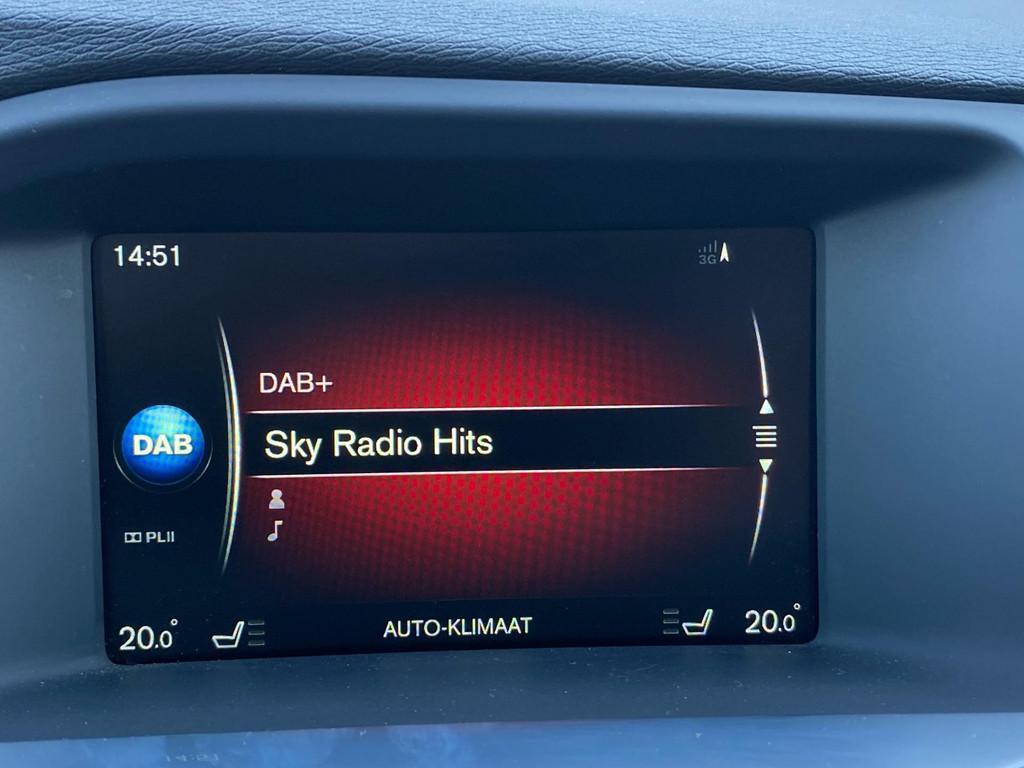 14:51
3G
DAB+
DAB
Sky Radio Hits
PLII
20.0°
AUTO-KLIMAAT
20.0°